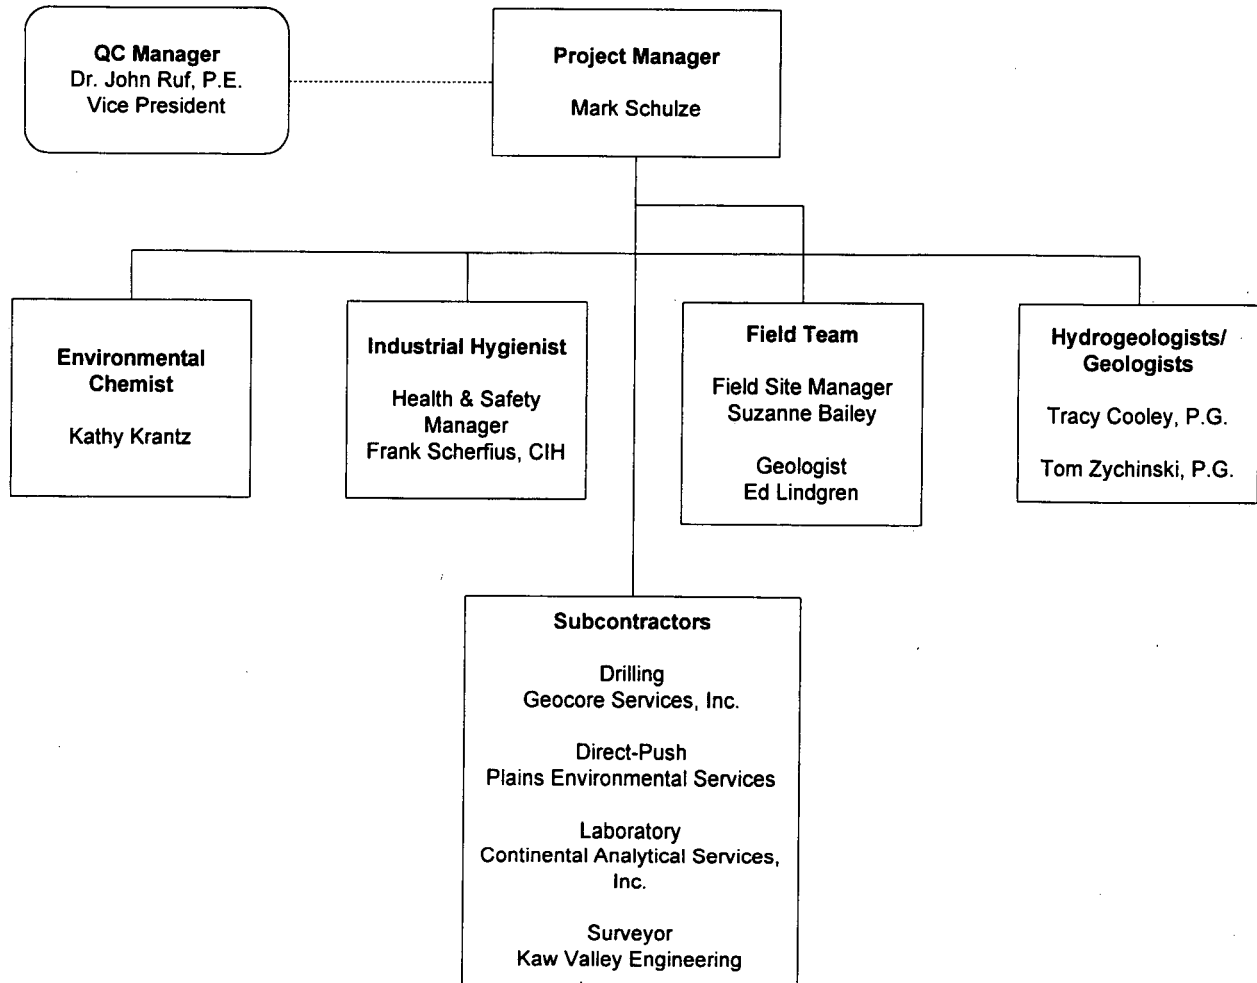 QC Manager
Dr. John Ruf, P.E.
Vice President
Project Manager
Mark Schulze
Environmental
Chemist
Kathy Krantz
Industrial Hygienist
Health & Safety
Manager
Frank Scherfius, CIH
Field Team
Field Site Manager
Suzanne Bailey
Geologist
Ed Lindgren
Hydrogeologists/
Geologists
Tracy Cooley, P.G.
Tom Zychinski, P.G.
Subcontractors
Drilling
Geocore Services, Inc.
Direct-Push
Plains Environmental Services
Laboratory
Continental Analytical Services,
Inc.
Surveyor
Kaw Valley Engineering